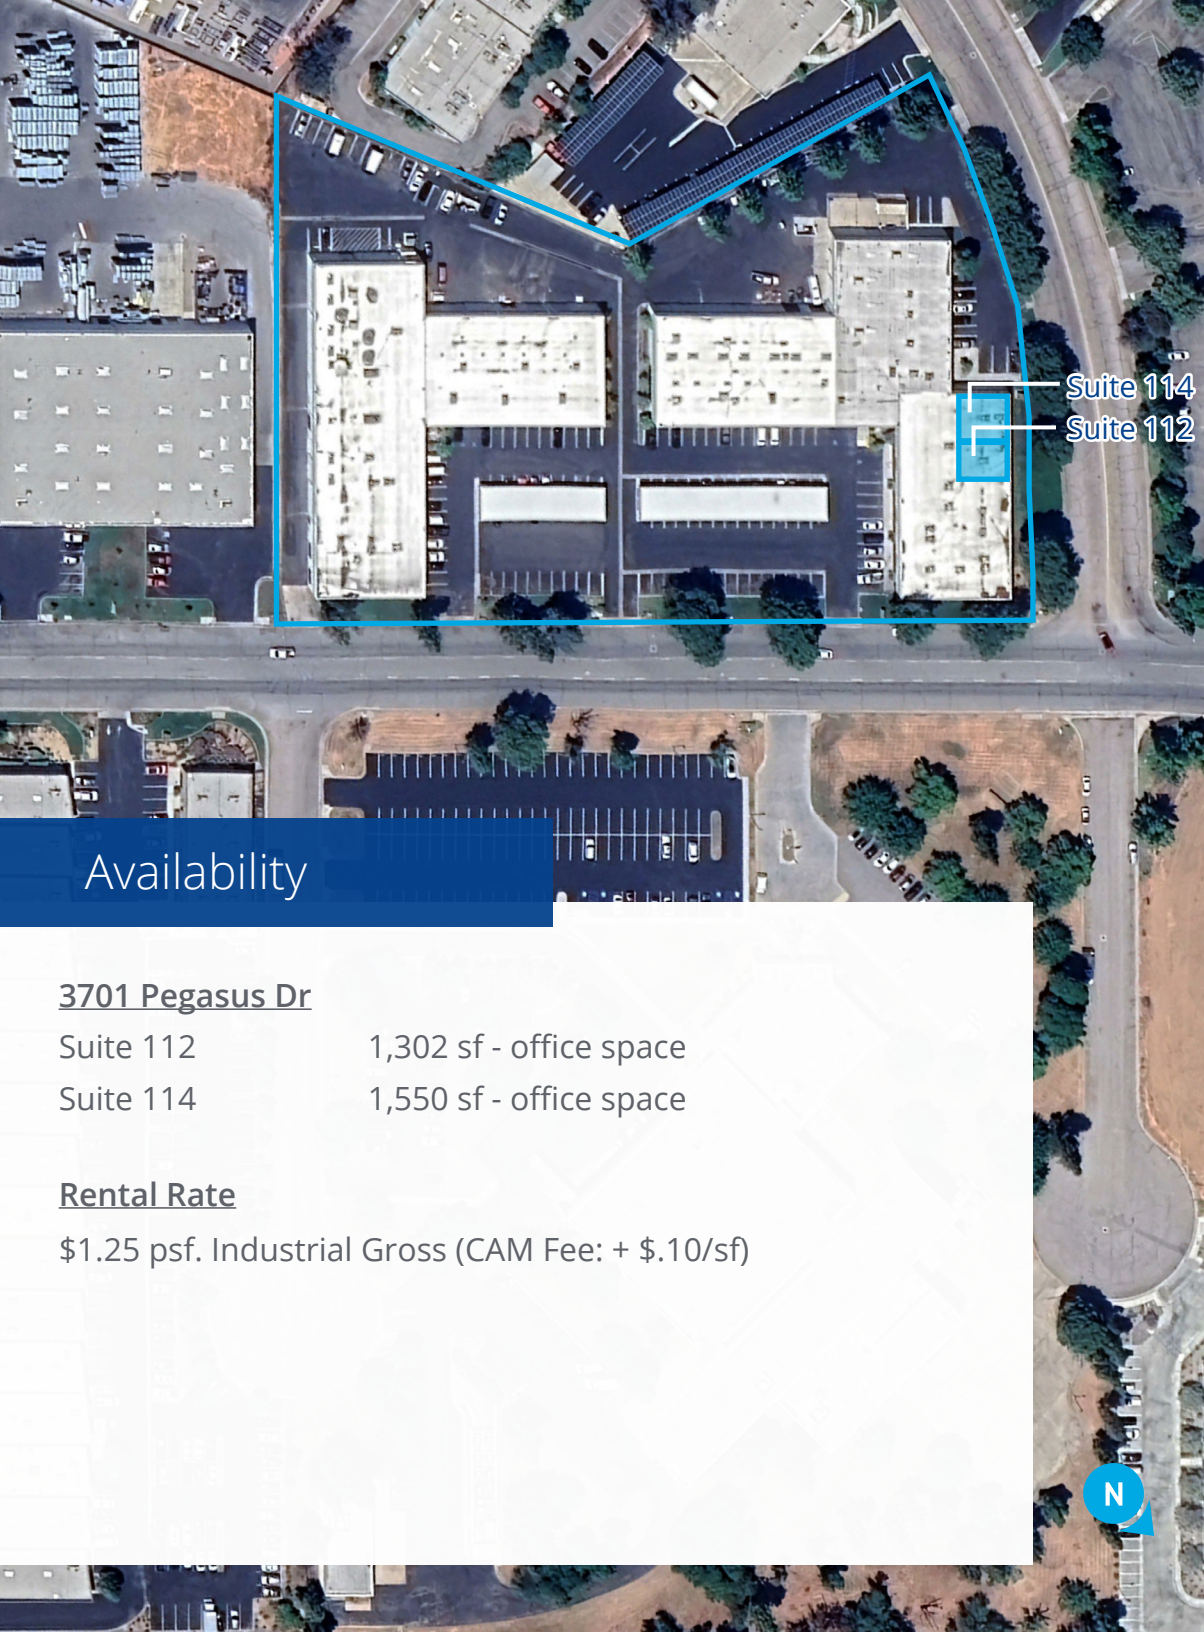 Suite 114
Suite 112
Availability
3701 Pegasus Dr
Suite 112 1,302 sf - office space
Suite 114 1,550 sf - office space
Rental Rate
$1.25 psf. Industrial Gross (CAM Fee: + $.10/sf)
N